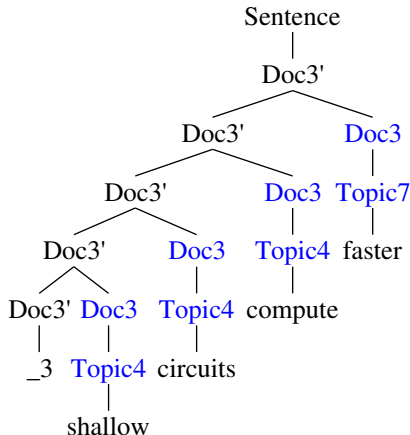 Sentence
Doc3'
Doc3' Doc3
Doc3' Doc3 Topic7
Doc3' Doc3 Topic4 faster
Doc3' Doc3 Topic4 compute
_3 Topic4 circuits
shallow